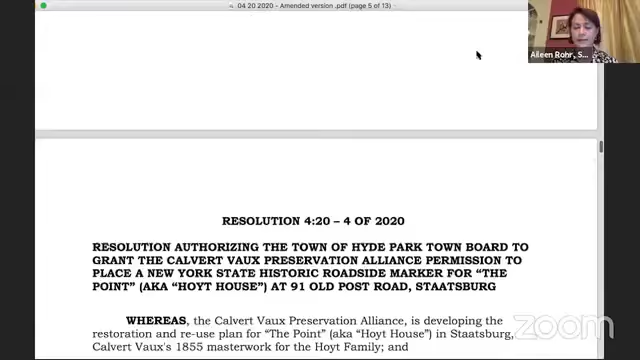 04 20 2020 - Amended version .pdf (page 5 of 13)
Aileen Rohr, S...
RESOLUTION 4:20 – 4 OF 2020
RESOLUTION AUTHORIZING THE TOWN OF HYDE PARK TOWN BOARD TO
GRANT THE CALVERT VAUX PRESERVATION ALLIANCE PERMISSION TO
PLACE A NEW YORK STATE HISTORIC ROADSIDE MARKER FOR “THE
POINT” (AKA “HOYT HOUSE”) AT 91 OLD POST ROAD, STAATSBURG
WHEREAS, the Calvert Vaux Preservation Alliance, is developing the
restoration and re-use plan for “The Point” (aka “Hoyt House”) in Staatsburg,
Calvert Vaux's 1855 masterwork for the Hoyt Family; and
zoom